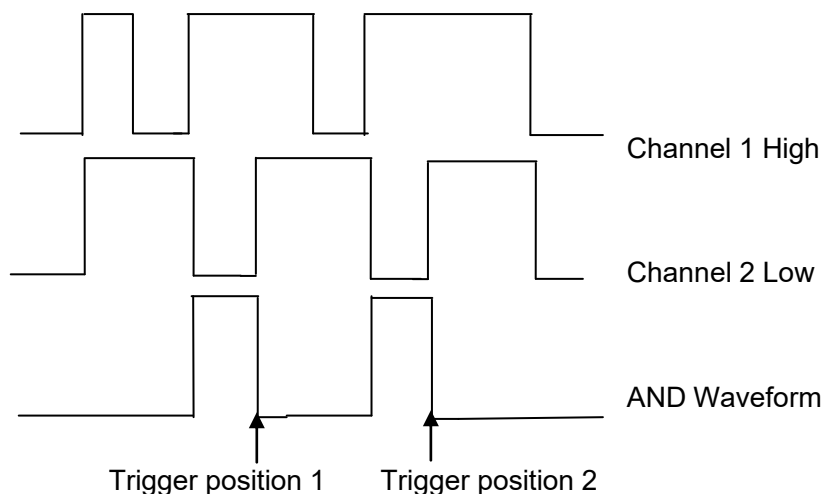 Channel 1 High
Channel 2 Low
AND Waveform
Trigger position 1
Trigger position 2